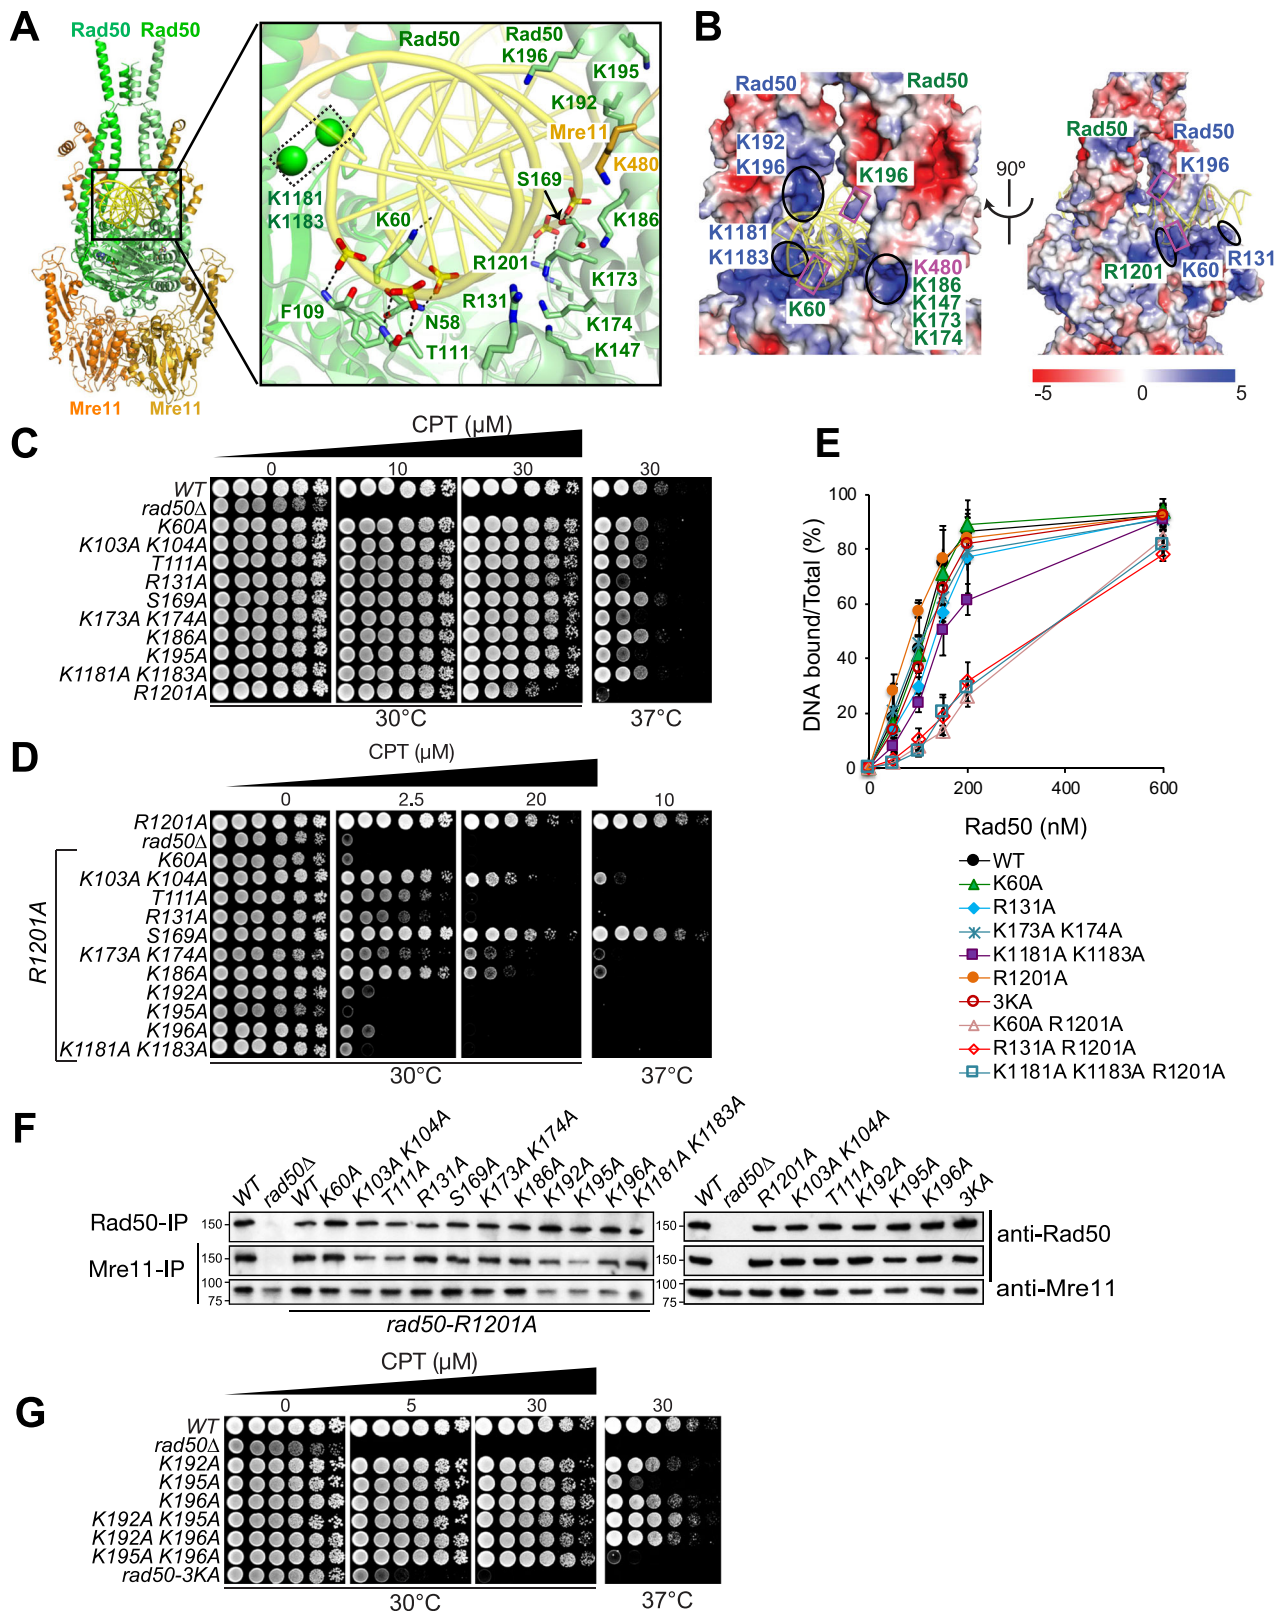 A
Rad50 Rad50
Mre11 Mre11
Rad50
Rad50
K196
K195
K192
Mre11
K480
S169
K1181
K1183
K60
K186
R1201
K173
R131
F109
N58
K174
T111
K147
B
Rad50 Rad50
K192
K196
K196
K1181
K1183
K480
K186
K147
K173
K174
K60
90º
Rad50 Rad50
K196
R131
R1201 K60
-5 0 5
C
CPT (µM)
0 10 30 30
WT
rad50Δ
K60A
K103A K104A
T111A
R131A
S169A
K173A K174A
K186A
K195A
K1181A K1183A
R1201A
30°C 37°C
D
CPT (µM)
0 2.5 20 10
R1201A
rad50Δ
K60A
K103A K104A
T111A
R131A
S169A
K173A K174A
K186A
K192A
K195A
K196A
K1181A K1183A
R1201A
30°C 37°C
E
DNA bound/Total (%)
100
80
60
40
20
0
0 200 400 600
Rad50 (nM)
WT
K60A
R131A
K173A K174A
K1181A K1183A
R1201A
3KA
K60A R1201A
R131A R1201A
K1181A K1183A R1201A
F
WT rad50Δ WT K60A K103A K104A T111A R131A S169A K173A K174A K186A K192A K195A K196A K1181A K1183A
WT rad50Δ R1201A K103A K104A T111A K192A K195A K196A 3KA
Rad50-IP 150 150 anti-Rad50
Mre11-IP 150 150
100 100
75 75 anti-Mre11
rad50-R1201A
G
CPT (µM)
0 5 30 30
WT
rad50Δ
K192A
K195A
K196A
K192A K195A
K192A K196A
K195A K196A
rad50-3KA
30°C 37°C